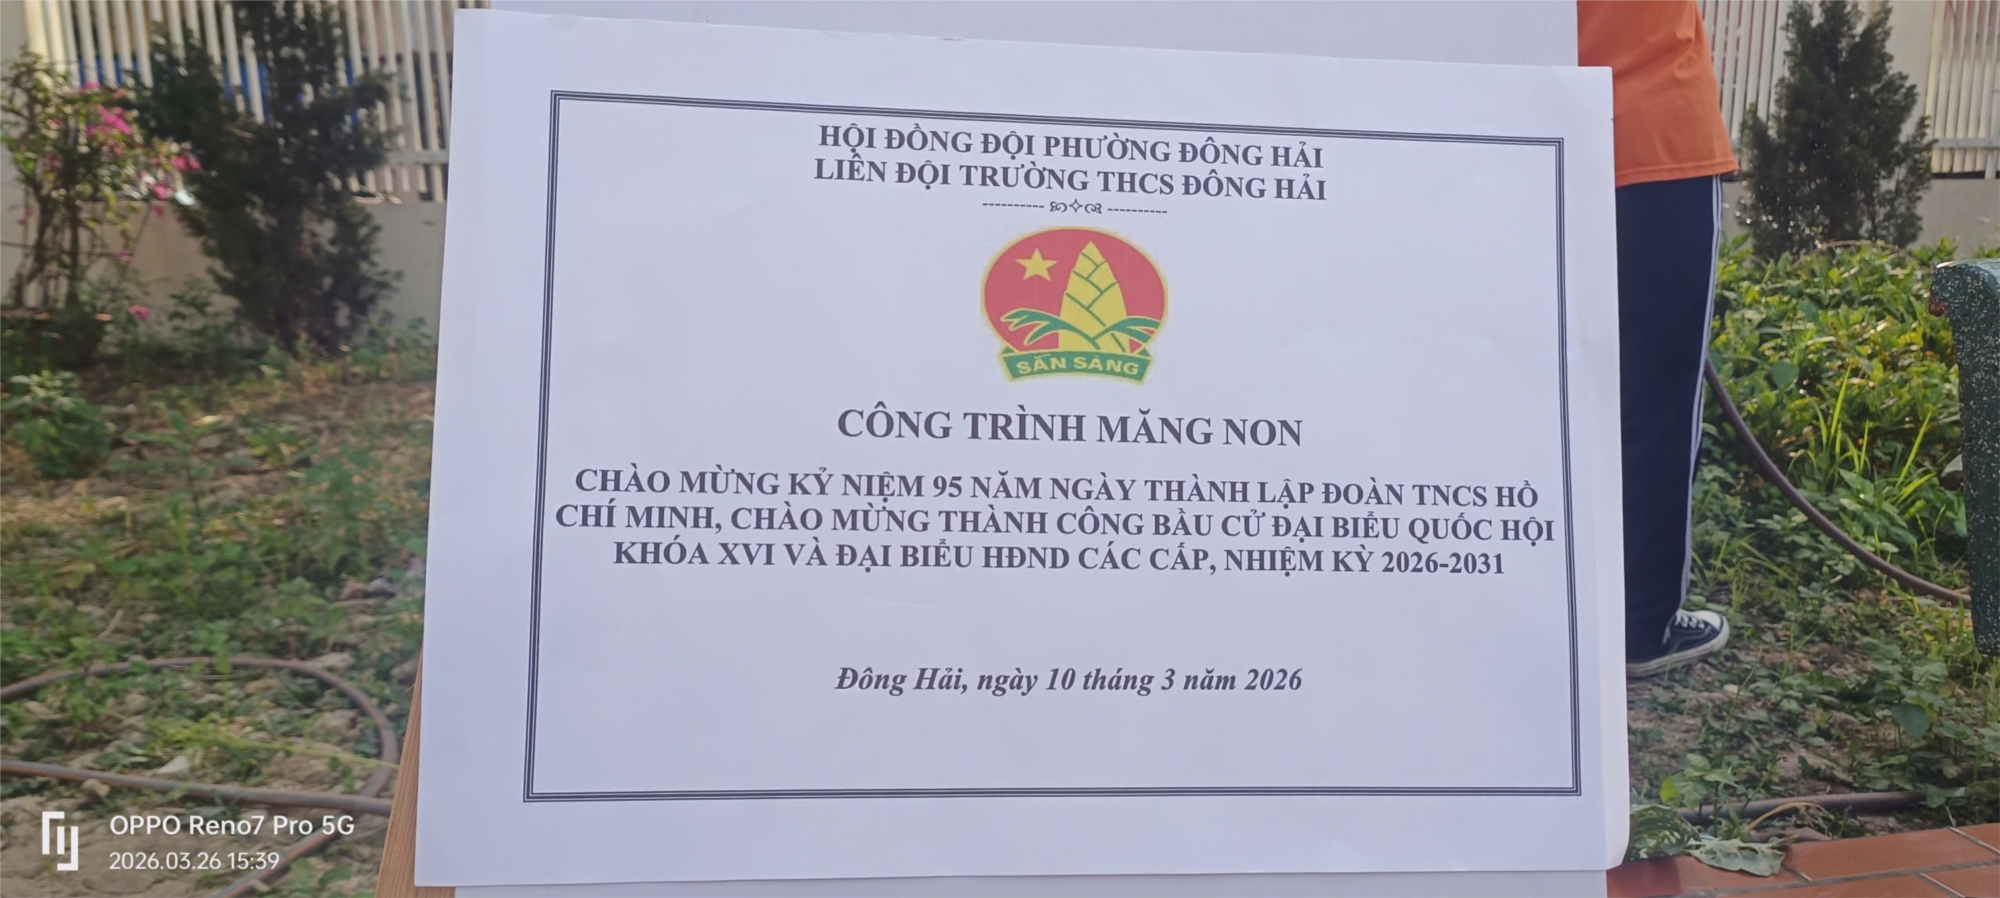 HỘI ĐỒNG ĐỘI PHƯỜNG ĐÔNG HẢI
LIÊN ĐỘI TRƯỜNG THCS ĐÔNG HẢI
SẴN SÀNG
CÔNG TRÌNH MĂNG NON
CHÀO MỪNG KỶ NIỆM 95 NĂM NGÀY THÀNH LẬP ĐOÀN TNCS HỒ
CHÍ MINH, CHÀO MỪNG THÀNH CÔNG BẦU CỬ ĐẠI BIỂU QUỐC HỘI
KHÓA XVI VÀ ĐẠI BIỂU HĐND CÁC CẤP, NHIỆM KỲ 2026-2031
Đông Hải, ngày 10 tháng 3 năm 2026
OPPO Reno7 Pro 5G
2026.03.26 15:39